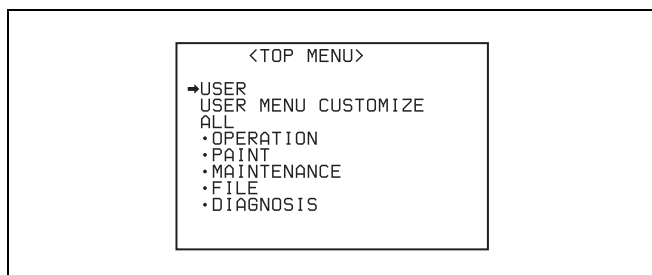 <TOP MENU>
➡USER
USER MENU CUSTOMIZE
ALL
·OPERATION
·PAINT
·MAINTENANCE
·FILE
·DIAGNOSIS